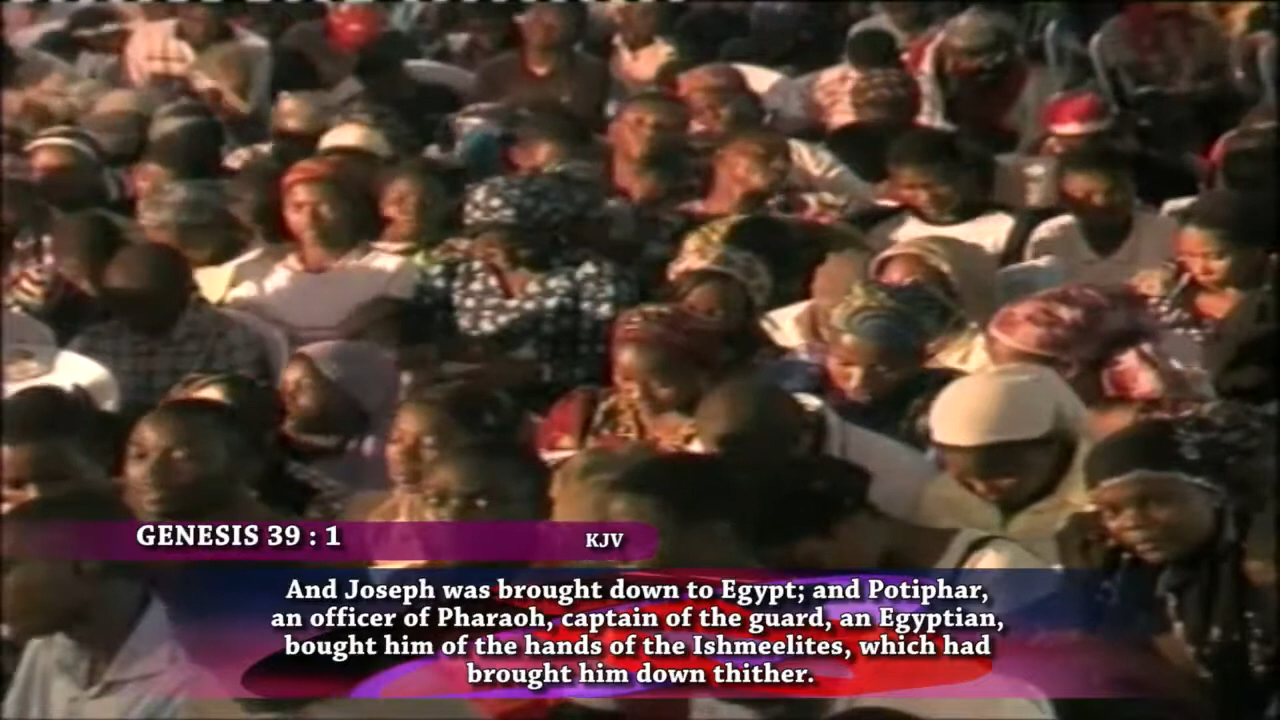 GENESIS 39 : 1
KJV
And Joseph was brought down to Egypt; and Potiphar,
an officer of Pharaoh, captain of the guard, an Egyptian,
bought him of the hands of the Ishmeelites, which had
brought him down thither.